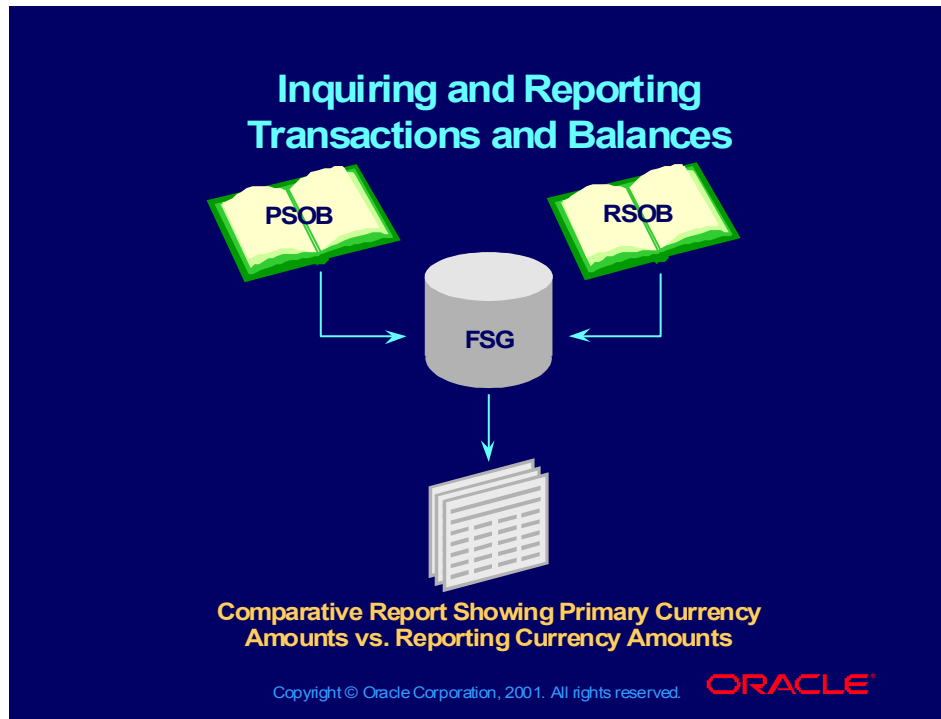 Inquiring and Reporting
Transactions and Balances
PSOB
RSOB
FSG
Comparative Report Showing Primary Currency
Amounts vs. Reporting Currency Amounts
Copyright © Oracle Corporation, 2001. All rights reserved.
ORACLE®